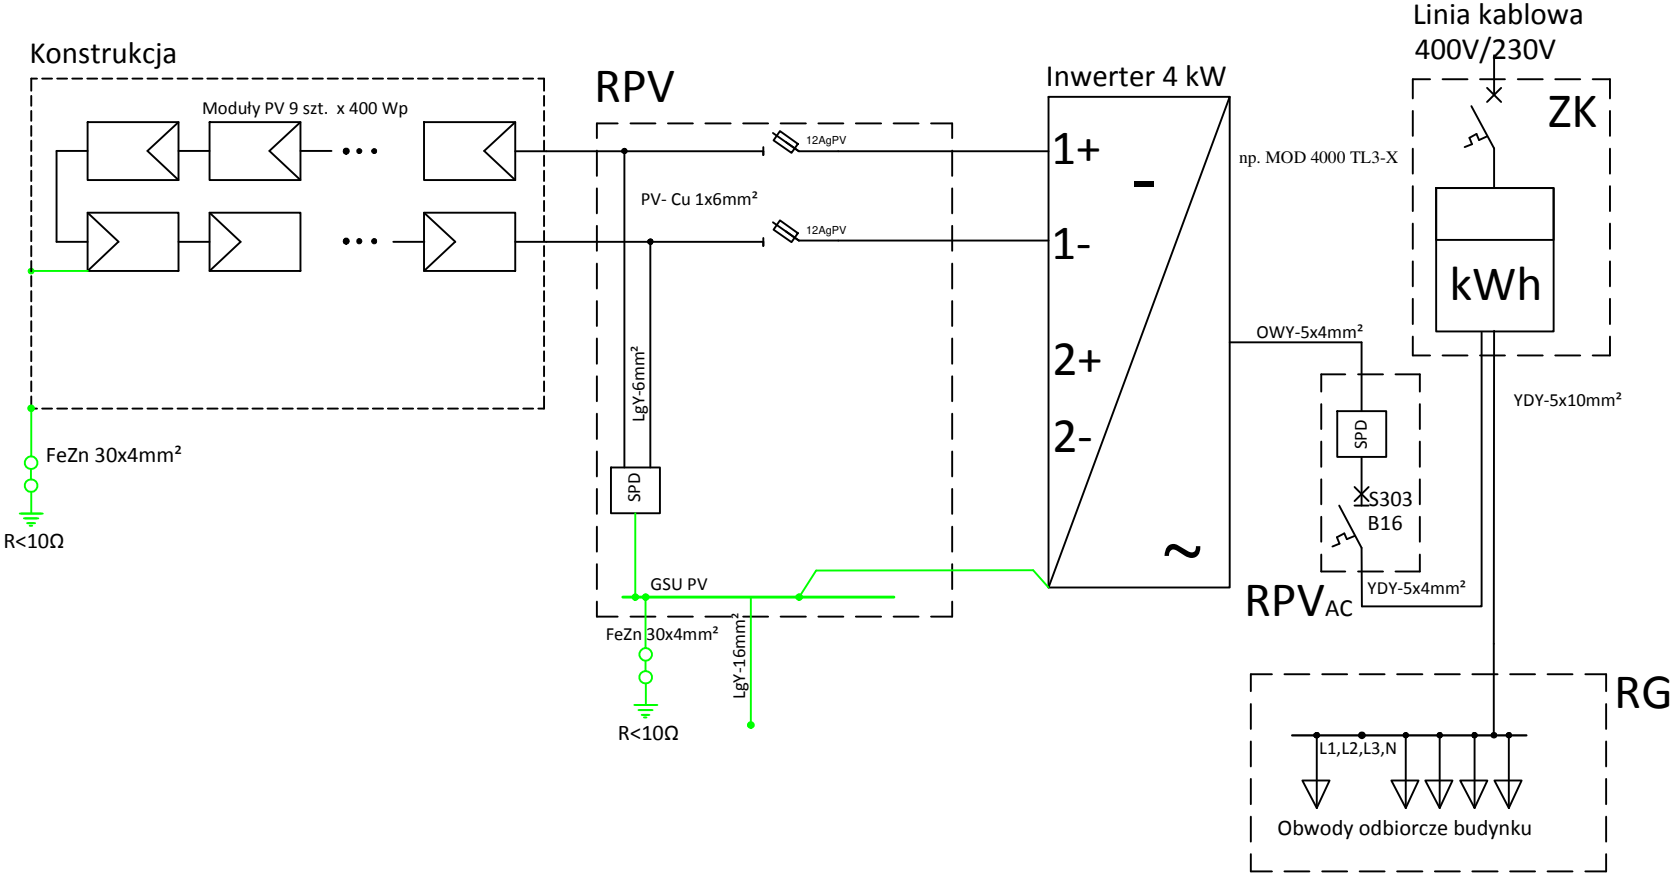 Linia kablowa
400V/230V
Konstrukcja
RPV
Inwerter 4 kW
ZK
Moduły PV 9 szt. x 400 Wp
12AgPV
1+
np. MOD 4000 TL3-X
-
PV- Cu 1x6mm²
12AgPV
1-
kWh
OWY-5x4mm²
2+
LgY-6mm²
YDY-5x10mm²
2-
SPD
FeZn 30x4mm²
SPD
S303
B16
R<10Ω
~
GSU PV
YDY-5x4mm²
RPVAC
FeZn 30x4mm²
LgY-16mm²
R<10Ω
RG
L1,L2,L3,N
Obwody odbiorcze budynku